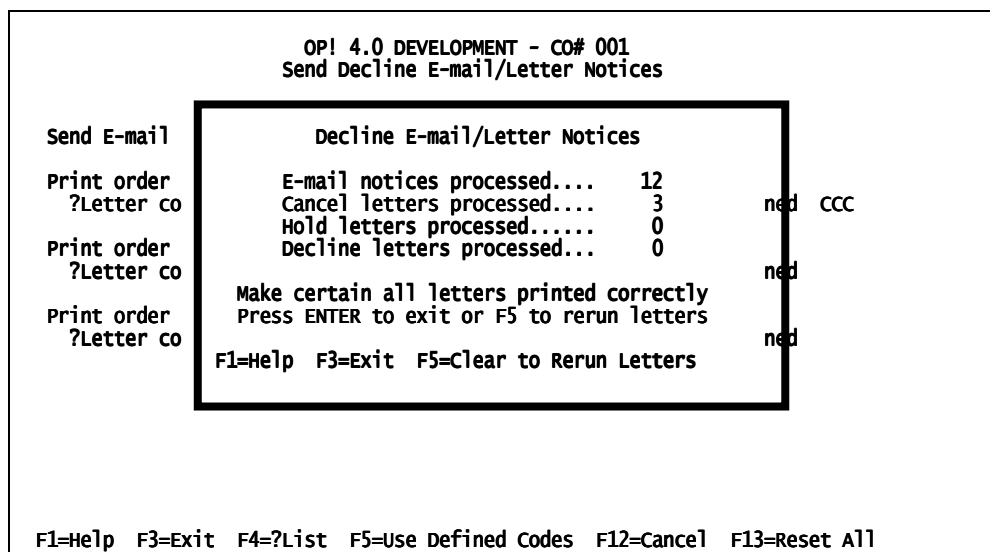 OP! 4.0 DEVELOPMENT - CO# 001
Send Decline E-mail/Letter Notices
Send E-mail Decline E-mail/Letter Notices
Print order E-mail notices processed.... 12
?Letter co Cancel letters processed.... 3 ned CCC
Hold letters processed...... 0
Print order Decline letters processed... 0
?Letter co ned
Make certain all letters printed correctly
Print order Press ENTER to exit or F5 to rerun letters
?Letter co ned
F1=Help F3=Exit F5=Clear to Rerun Letters
F1=Help F3=Exit F4=?List F5=Use Defined Codes F12=Cancel F13=Reset All